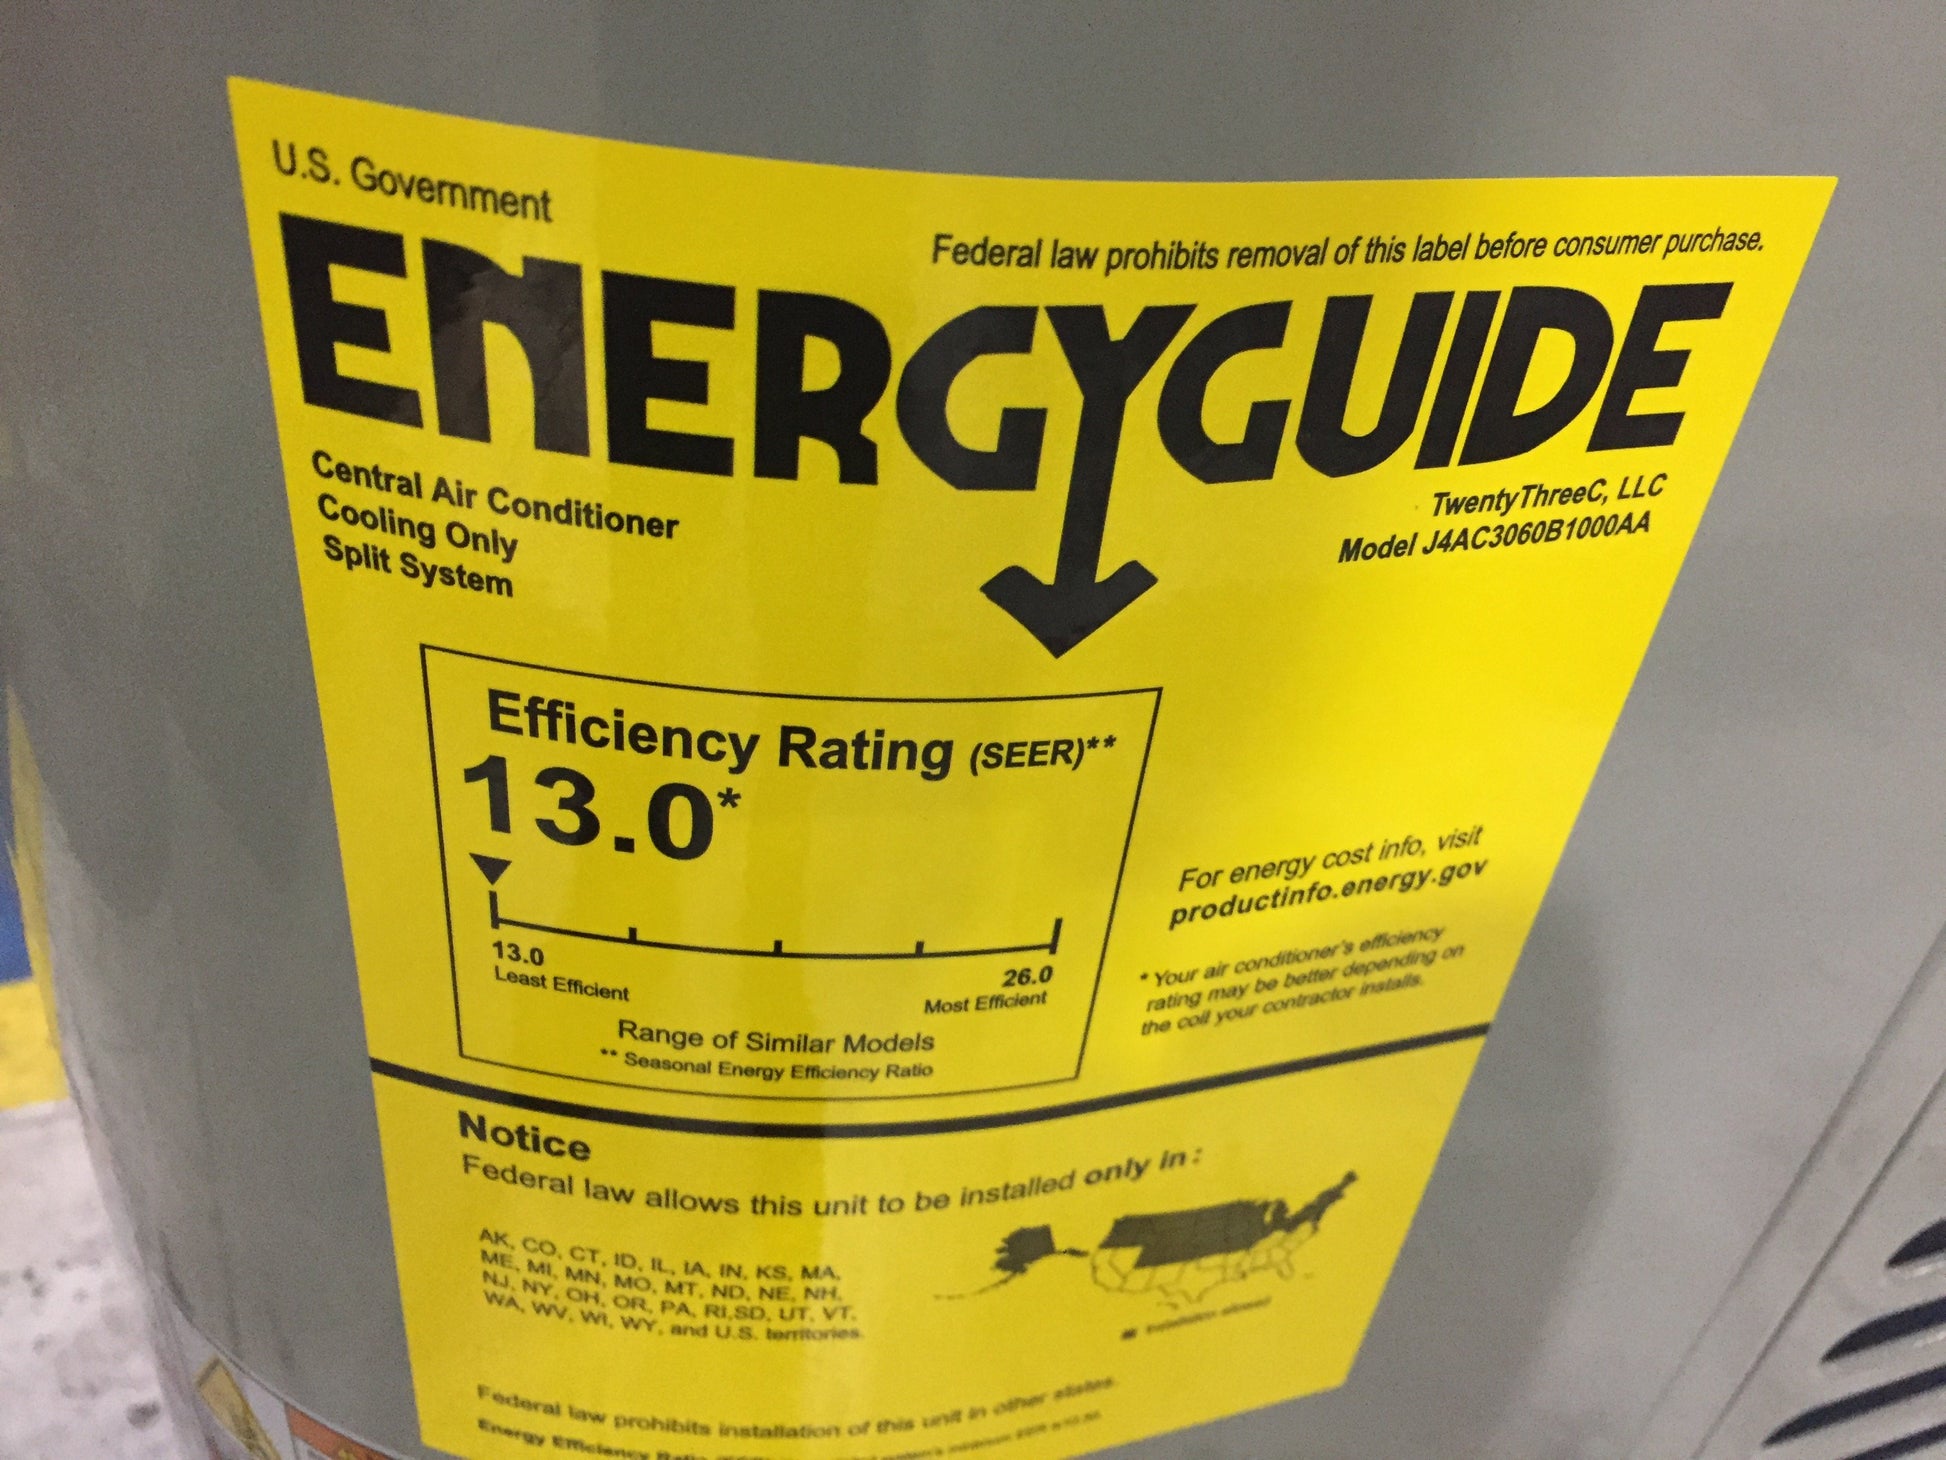 U.S. Government
Federal law prohibits removal of this label before consumer purchase.
ENERGYGUIDE
Central Air Conditioner
Cooling Only
Split System
TwentyThreeC, LLC
Model J4AC3060B1000AA
Efficiency Rating (SEER)**
13.0*
13.0
Least Efficient
26.0
Most Efficient
Range of Similar Models
** Seasonal Energy Efficiency Ratio
For energy cost info, visit
productinfo.energy.gov
* Your air conditioner's efficiency
rating may be better depending on
the coil your contractor installs.
Notice
Federal law allows this unit to be installed only in:
AK, CO, CT, ID, IL, IA, IN, KS, MA,
ME, MI, MN, MO, MT, ND, NE, NH,
NJ, NY, OH, OR, PA, RI,SD, UT, VT,
WA, WV, WI, WY, and U.S. territories.
Installation allowed
Federal law prohibits installation of this unit in other states.
Energy Efficiency Ratio